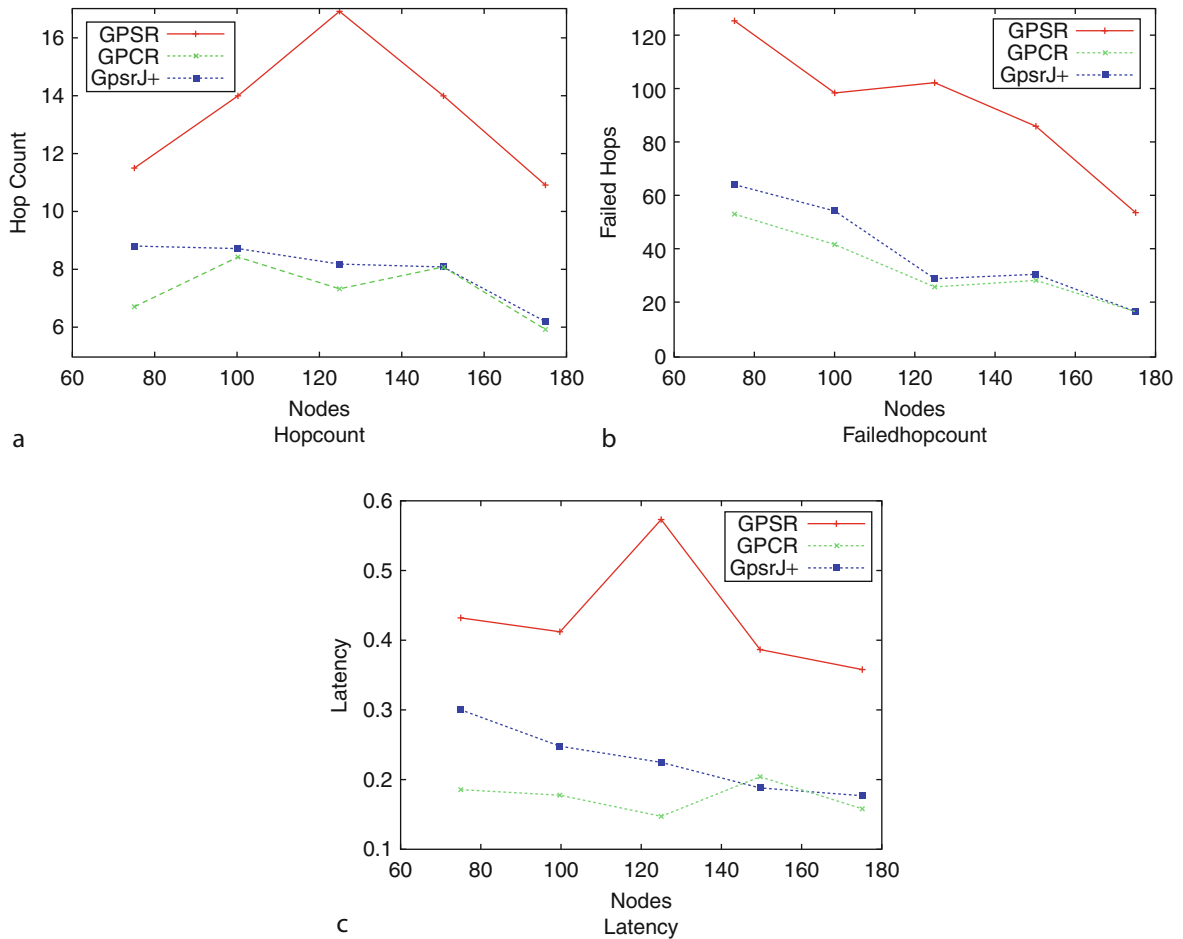 16
14
12
10
8
6
60 80 100 120 140 160 180
Hop Count
GPSR
GPCR
GpsrJ+
Nodes
Hopcount
a
120
100
80
60
40
20
0
60 80 100 120 140 160 180
Failed Hops
GPSR
GPCR
GpsrJ+
Nodes
Failedhopcount
b
0.6
0.5
0.4
0.3
0.2
0.1
60 80 100 120 140 160 180
Latency
GPSR
GPCR
GpsrJ+
Nodes
Latency
c